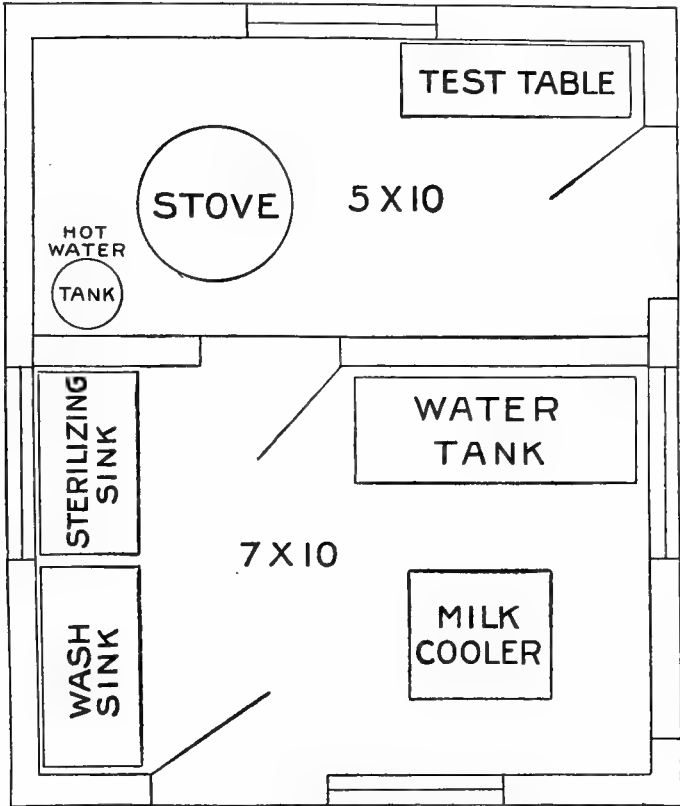 TEST TABLE
STOVE
5 X 10
HOT
WATER
TANK
STERILIZING
SINK
WATER
TANK
7 X 10
MILK
COOLER
WASH
SINK